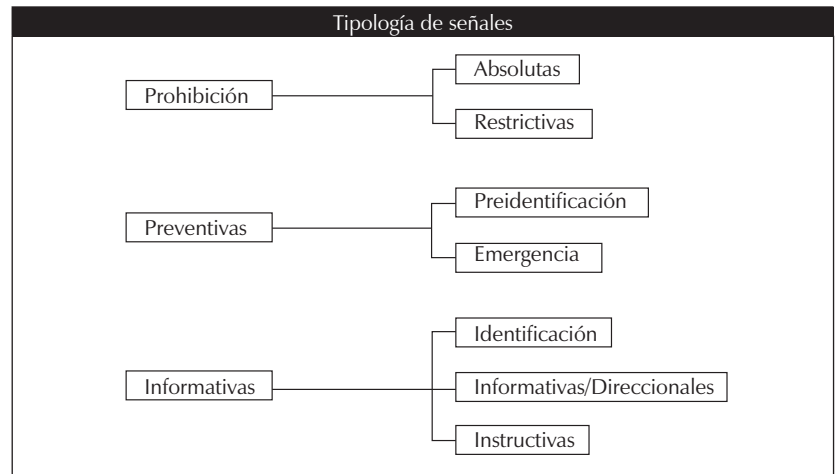 Tipología de señales
Prohibición
Absolutas
Restrictivas
Preventivas
Preidentificación
Emergencia
Informativas
Identificación
Informativas/Direccionales
Instructivas